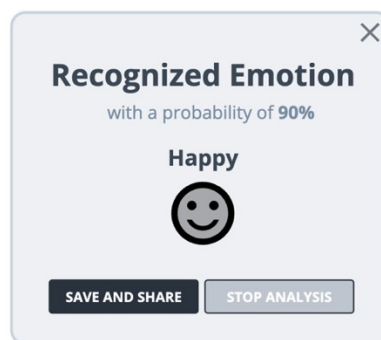 Recognized Emotion
with a probability of 90%
Happy
SAVE AND SHARE STOP ANALYSIS